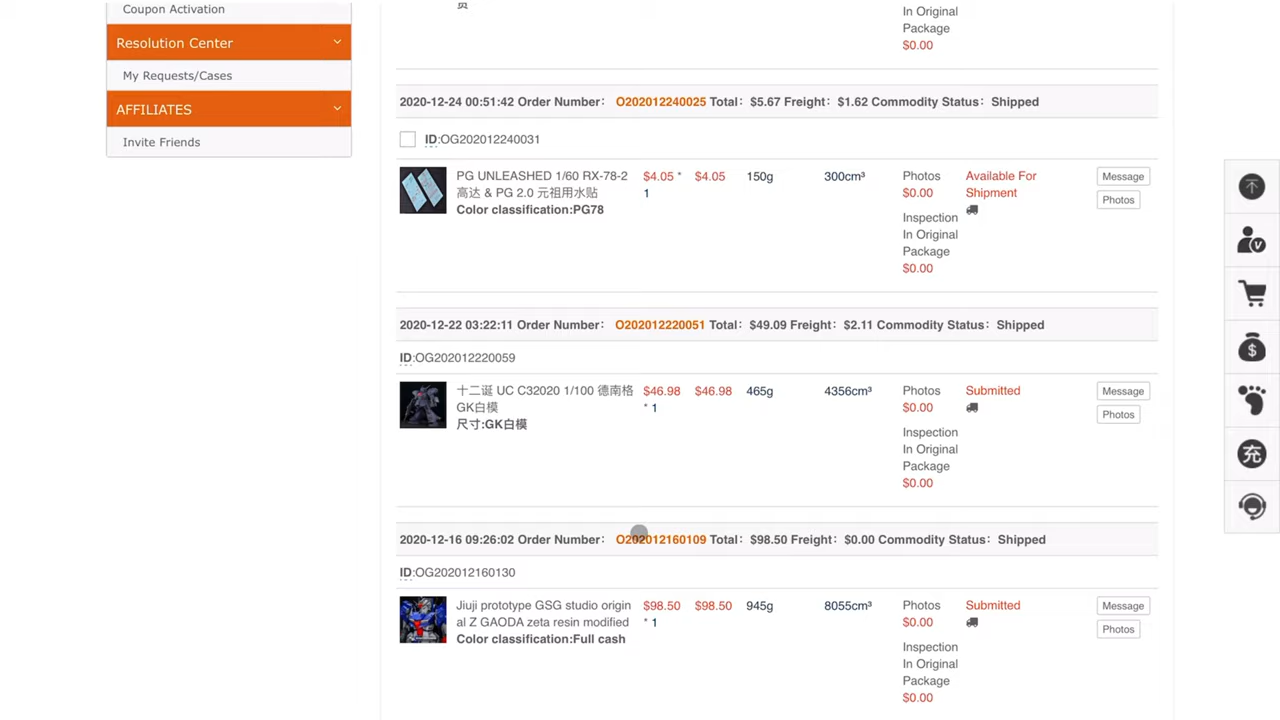 Coupon Activation
Resolution Center
My Requests/Cases
AFFILIATES
Invite Friends
In Original
Package
$0.00
2020-12-24 00:51:42 Order Number： O202012240025 Total：$5.67 Freight：$1.62 Commodity Status：Shipped
ID:OG202012240031
PG UNLEASHED 1/60 RX-78-2
高达 & PG 2.0 元祖用水贴
Color classification:PG78
$4.05 *
1
$4.05
150g
300cm³
Photos
$0.00
Inspection
In Original
Package
$0.00
Available For
Shipment
Message
Photos
2020-12-22 03:22:11 Order Number： O202012220051 Total：$49.09 Freight：$2.11 Commodity Status：Shipped
ID:OG202012220059
十二诞 UC C32020 1/100 德南格
GK白模
尺寸:GK白模
$46.98
* 1
$46.98
465g
4356cm³
Photos
$0.00
Inspection
In Original
Package
$0.00
Submitted
Message
Photos
2020-12-16 09:26:02 Order Number： O202012160109 Total：$98.50 Freight：$0.00 Commodity Status：Shipped
ID:OG202012160130
Jiuji prototype GSG studio origin
al Z GAODA zeta resin modified
Color classification:Full cash
$98.50
* 1
$98.50
945g
8055cm³
Photos
$0.00
Inspection
In Original
Package
$0.00
Submitted
Message
Photos
V
$
充